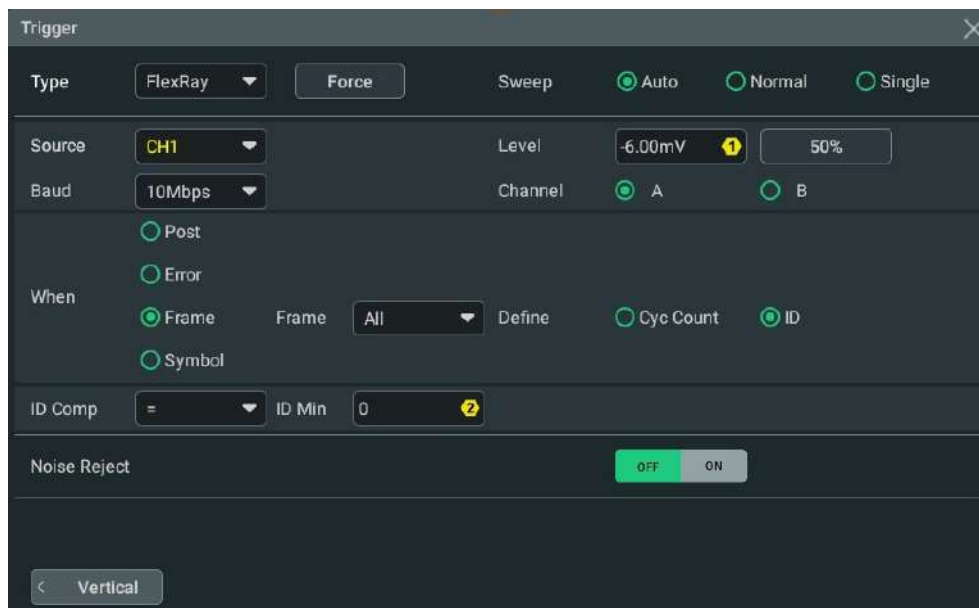 Trigger
Type FlexRay Force Sweep Auto Normal Single
Source CH1 Level -6.00mV 1 50%
Baud 10Mbps Channel A B
Post
Error
When
Frame Frame All Define Cyc Count ID
Symbol
ID Comp = ID Min 0 2
Noise Reject OFF ON
< Vertical